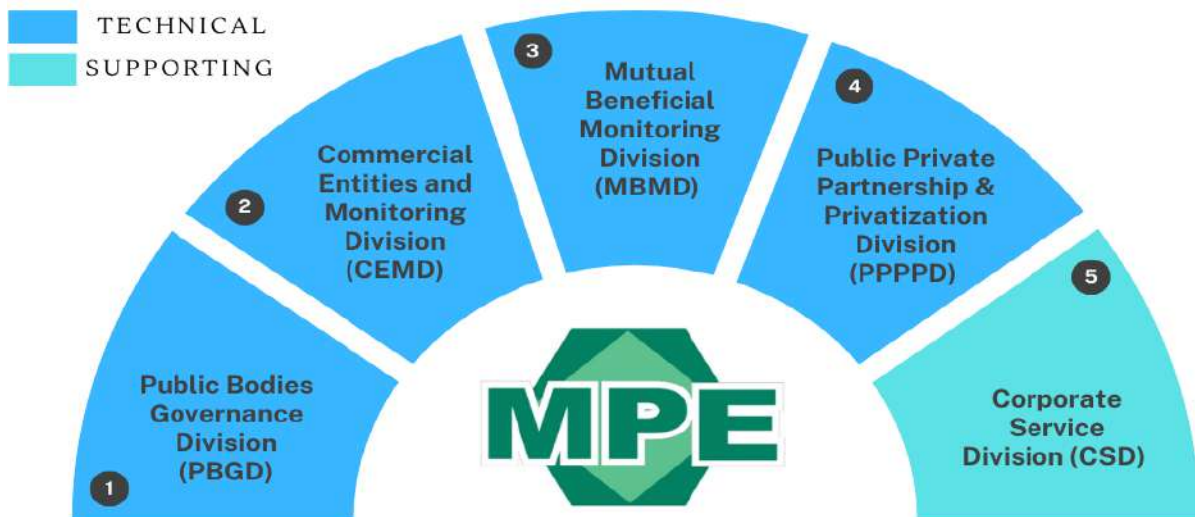 TECHNICAL
SUPPORTING
1
Public Bodies
Governance
Division
(PBGD)
2
Commercial
Entities and
Monitoring
Division
(CEMD)
3
Mutual
Beneficial
Monitoring
Division
(MBMD)
4
Public Private
Partnership &
Privatization
Division
(PPPPD)
5
Corporate
Service
Division (CSD)
MPE